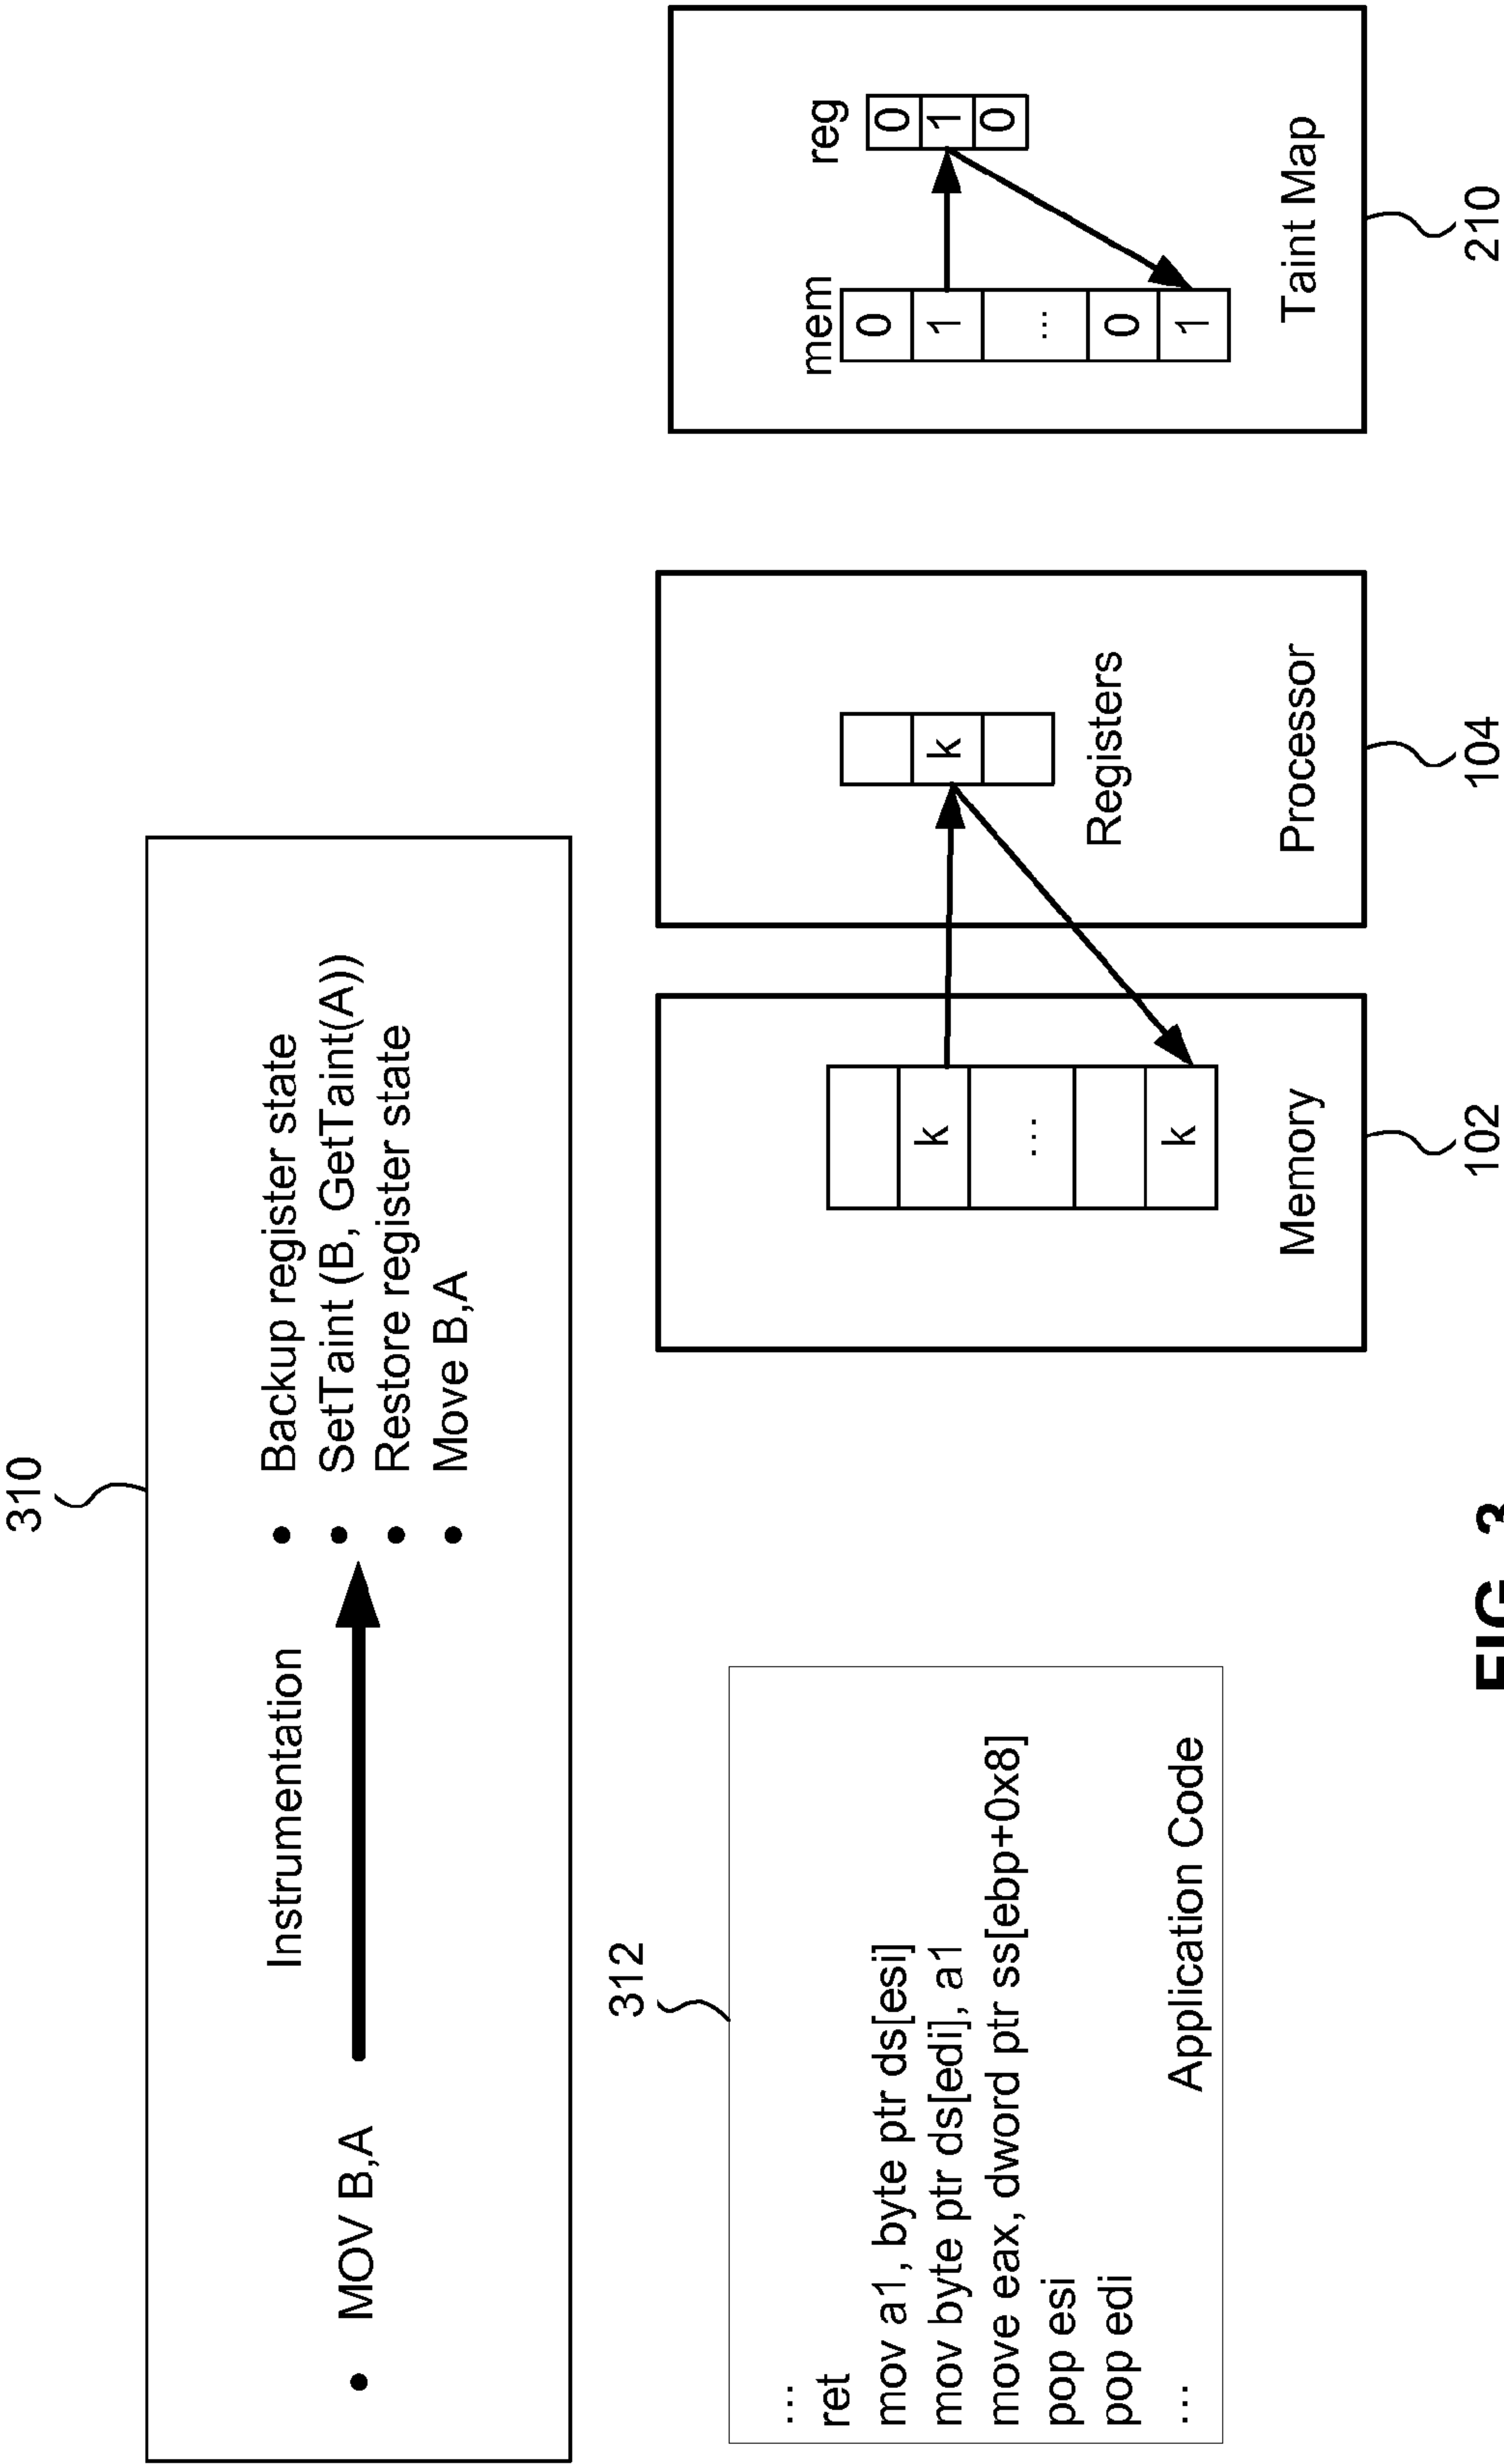 310
Instrumentation
• MOV B,A
• Backup register state
• SetTaint (B, GetTaint(A))
• Restore register state
• Move B,A
312
...
ret
mov a1, byte ptr ds[esi]
mov byte ptr ds[edi], a1
move eax, dword ptr ss[ebp+0x8]
pop esi
pop edi
...
Application Code
k
...
k
Memory
102
k
Registers
Processor
104
mem
0
1
...
0
1
reg
0
1
0
Taint Map
210
FIG. 3